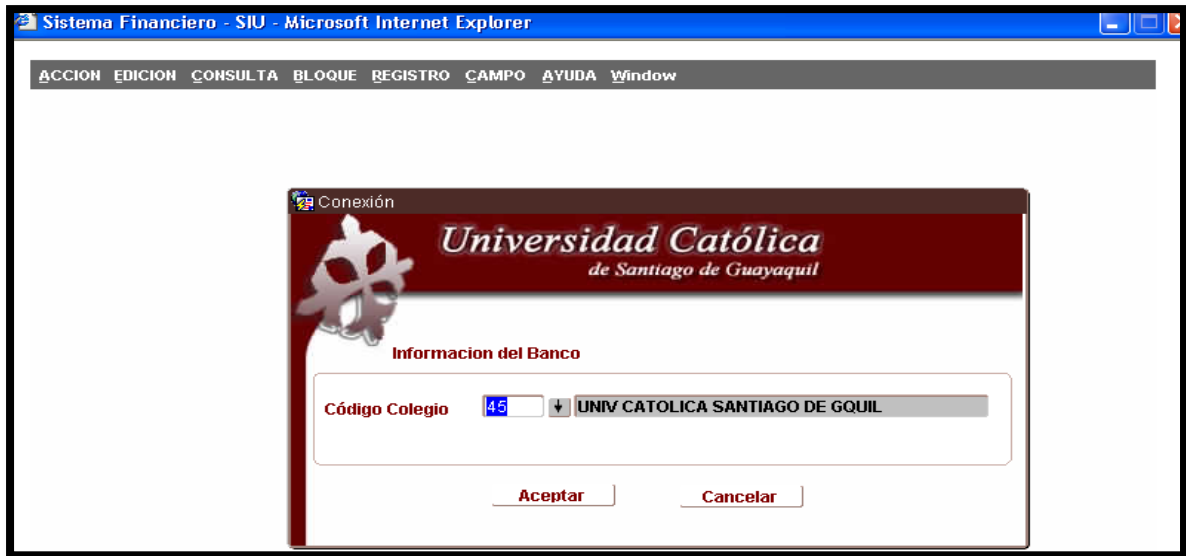 Sistema Financiero - SIU - Microsoft Internet Explorer
ACCION EDICION CONSULTA BLOQUE REGISTRO CAMPO AYUDA Window
Conexión
Universidad Católica
de Santiago de Guayaquil
Informacion del Banco
Código Colegio 45 UNIV CATOLICA SANTIAGO DE GQUIL
Aceptar Cancelar